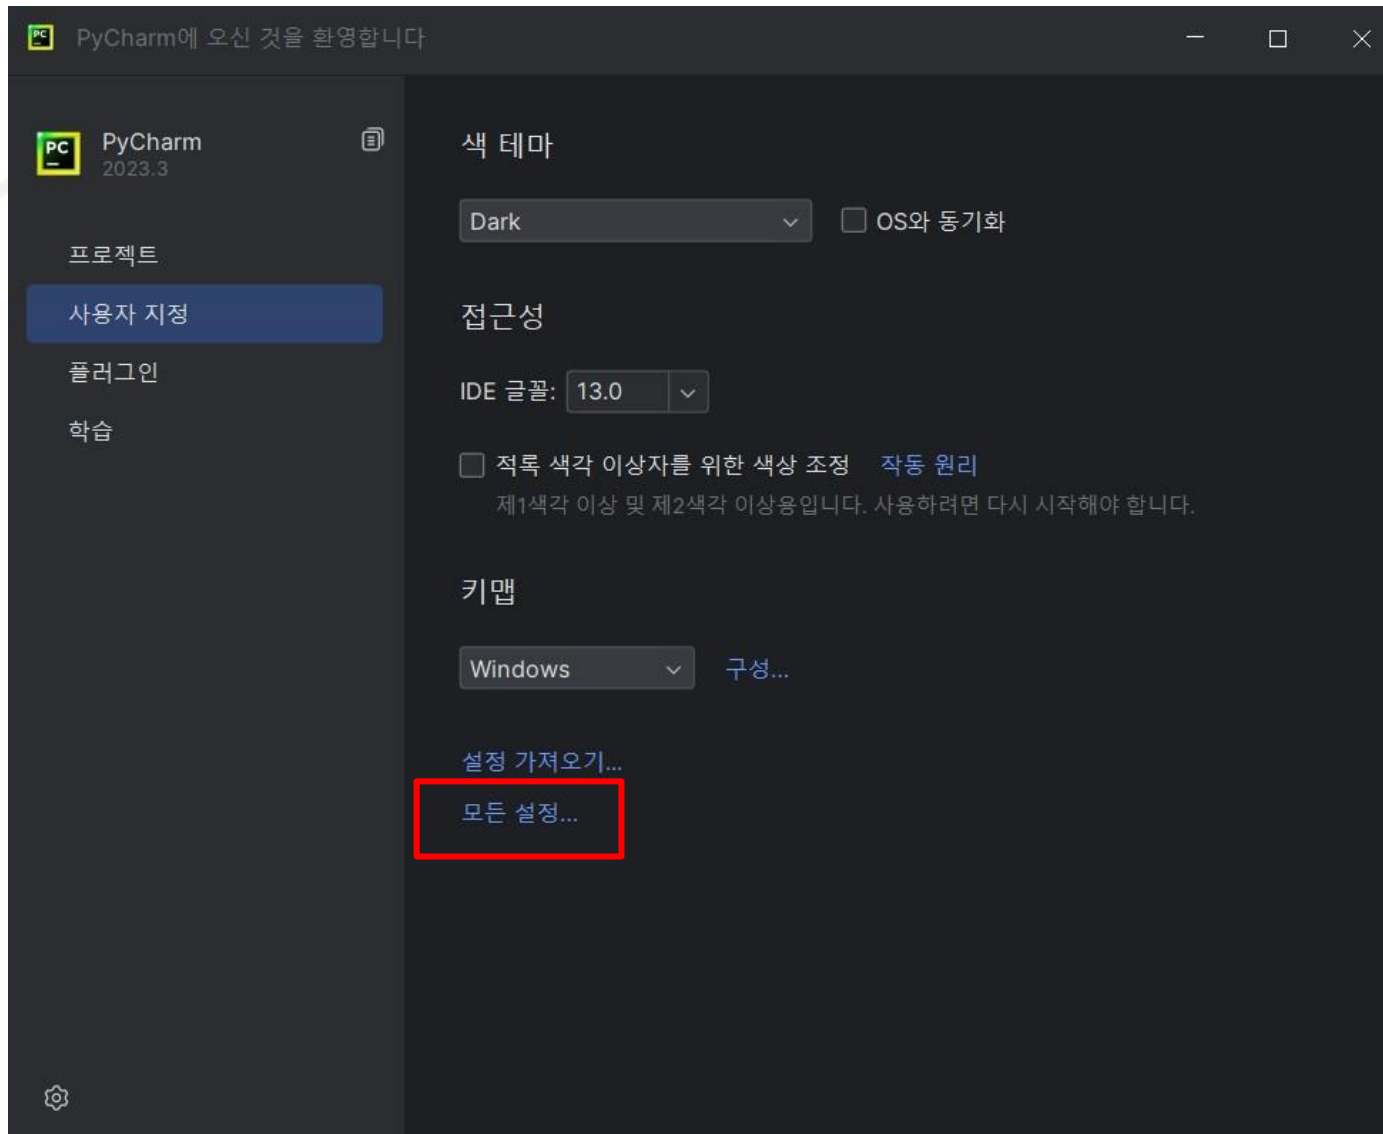 PyCharm에 오신 것을 환영합니다
PyCharm
2023.3
프로젝트
사용자 지정
플러그인
학습
색 테마
Dark
OS와 동기화
접근성
IDE 글꼴: 13.0
적록 색각 이상자를 위한 색상 조정 작동 원리
제1색각 이상 및 제2색각 이상용입니다. 사용하려면 다시 시작해야 합니다.
키맵
Windows 구성...
설정 가져오기...
모든 설정...